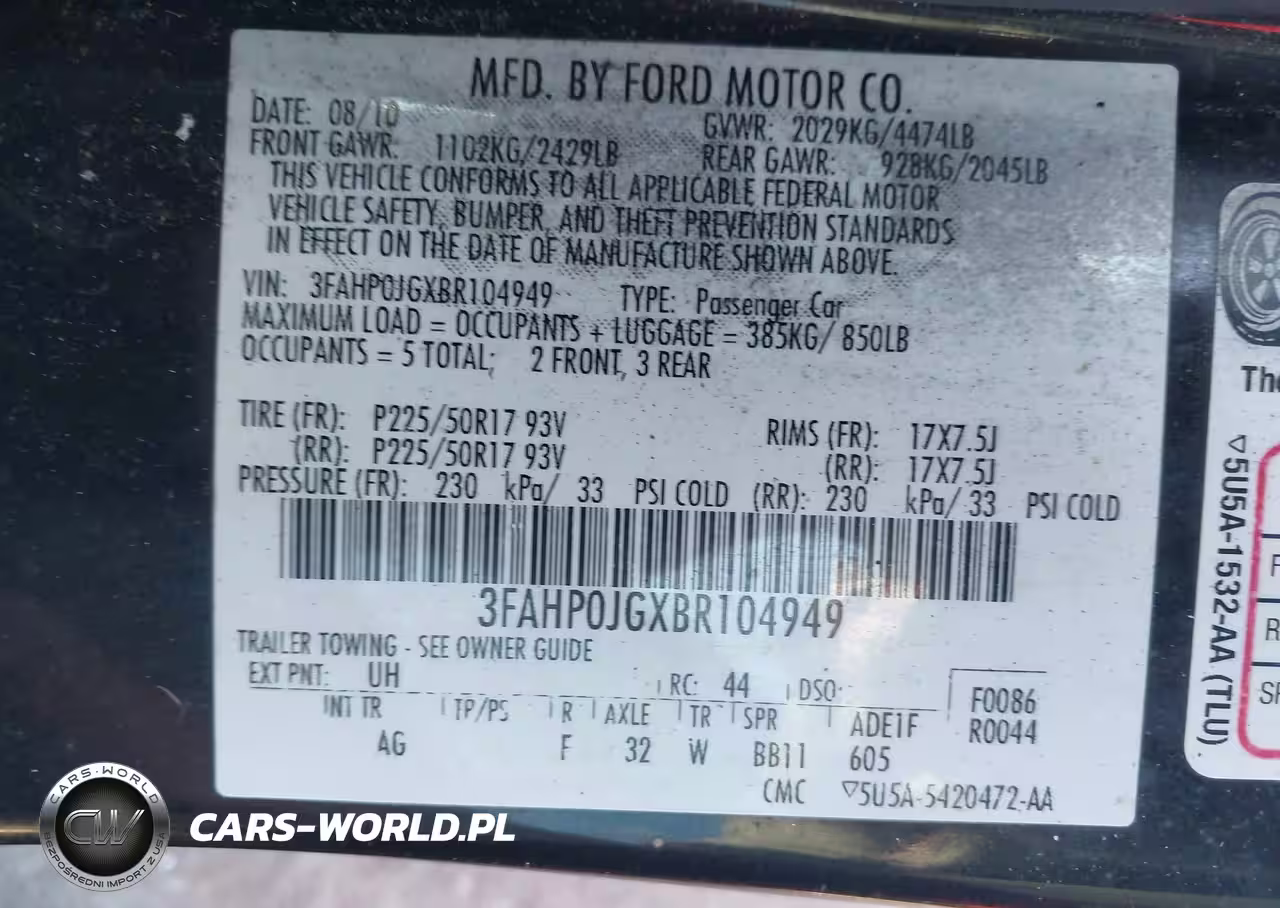 MFD. BY FORD MOTOR CO.
DATE: 08/10 GVWR: 2029KG/4474LB
FRONT GAWR: 1102KG/2429LB REAR GAWR: 928KG/2045LB
THIS VEHICLE CONFORMS TO ALL APPLICABLE FEDERAL MOTOR
VEHICLE SAFETY, BUMPER, AND THEFT PREVENTION STANDARDS
IN EFFECT ON THE DATE OF MANUFACTURE SHOWN ABOVE.
VIN: 3FAHP0JGXBR104949 TYPE: Passenger Car
MAXIMUM LOAD = OCCUPANTS + LUGGAGE = 385KG/ 850LB
OCCUPANTS = 5 TOTAL; 2 FRONT, 3 REAR
TIRE (FR): P225/50R17 93V RIMS (FR): 17X7.5J
(RR): P225/50R17 93V (RR): 17X7.5J
PRESSURE (FR): 230 kPa/ 33 PSI COLD (RR): 230 kPa/ 33 PSI COLD
3FAHP0JGXBR104949
TRAILER TOWING - SEE OWNER GUIDE
EXT PNT: UH RC: 44 DSO: F0086
INT TR TP/PS R AXLE TR SPR ADE1F R0044
AG F 32 W BB11 605
CMC ▽5U5A-5420472-AA
▽5U5A-1532-AA (TLU)
CARS-WORLD
CW
BEZPOŚREDNI IMPORT Z USA
CARS-WORLD.PL